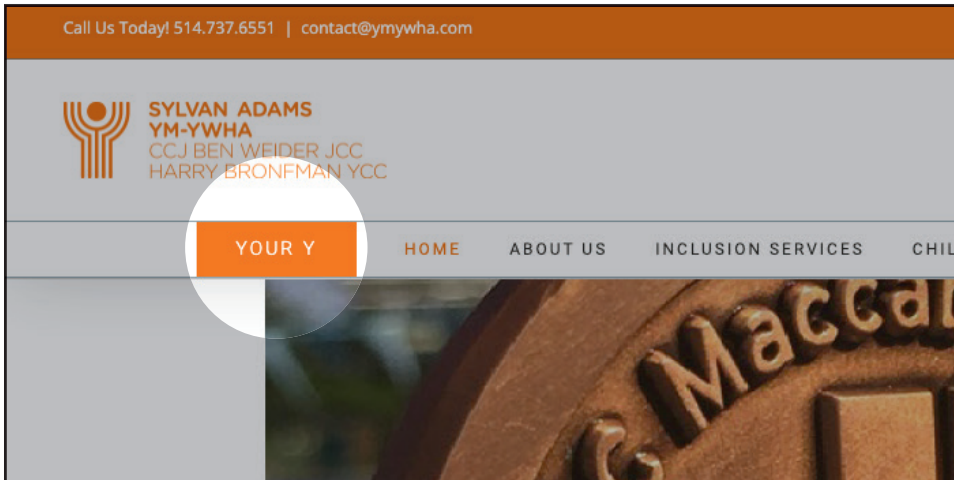 Call Us Today! 514.737.6551 | contact@ymywha.com
SYLVAN ADAMS
YM-YWHA
CCJ BEN WEIDER JCC
HARRY BRONFMAN YCC
YOUR Y HOME ABOUT US INCLUSION SERVICES CHIL
C Maccab